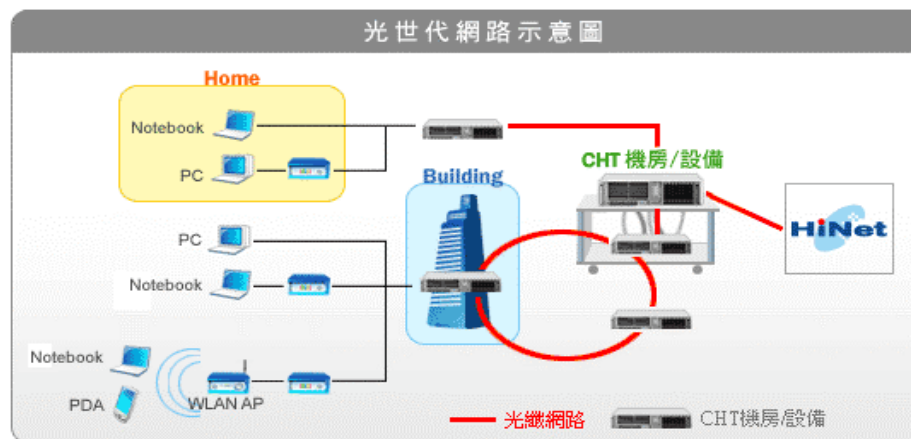 光世代網路示意圖
Home
Notebook
PC
CHT 機房/設備
Building
HiNet
PC
Notebook
Notebook
WLAN AP
PDA
光纖網路
CHT機房/設備